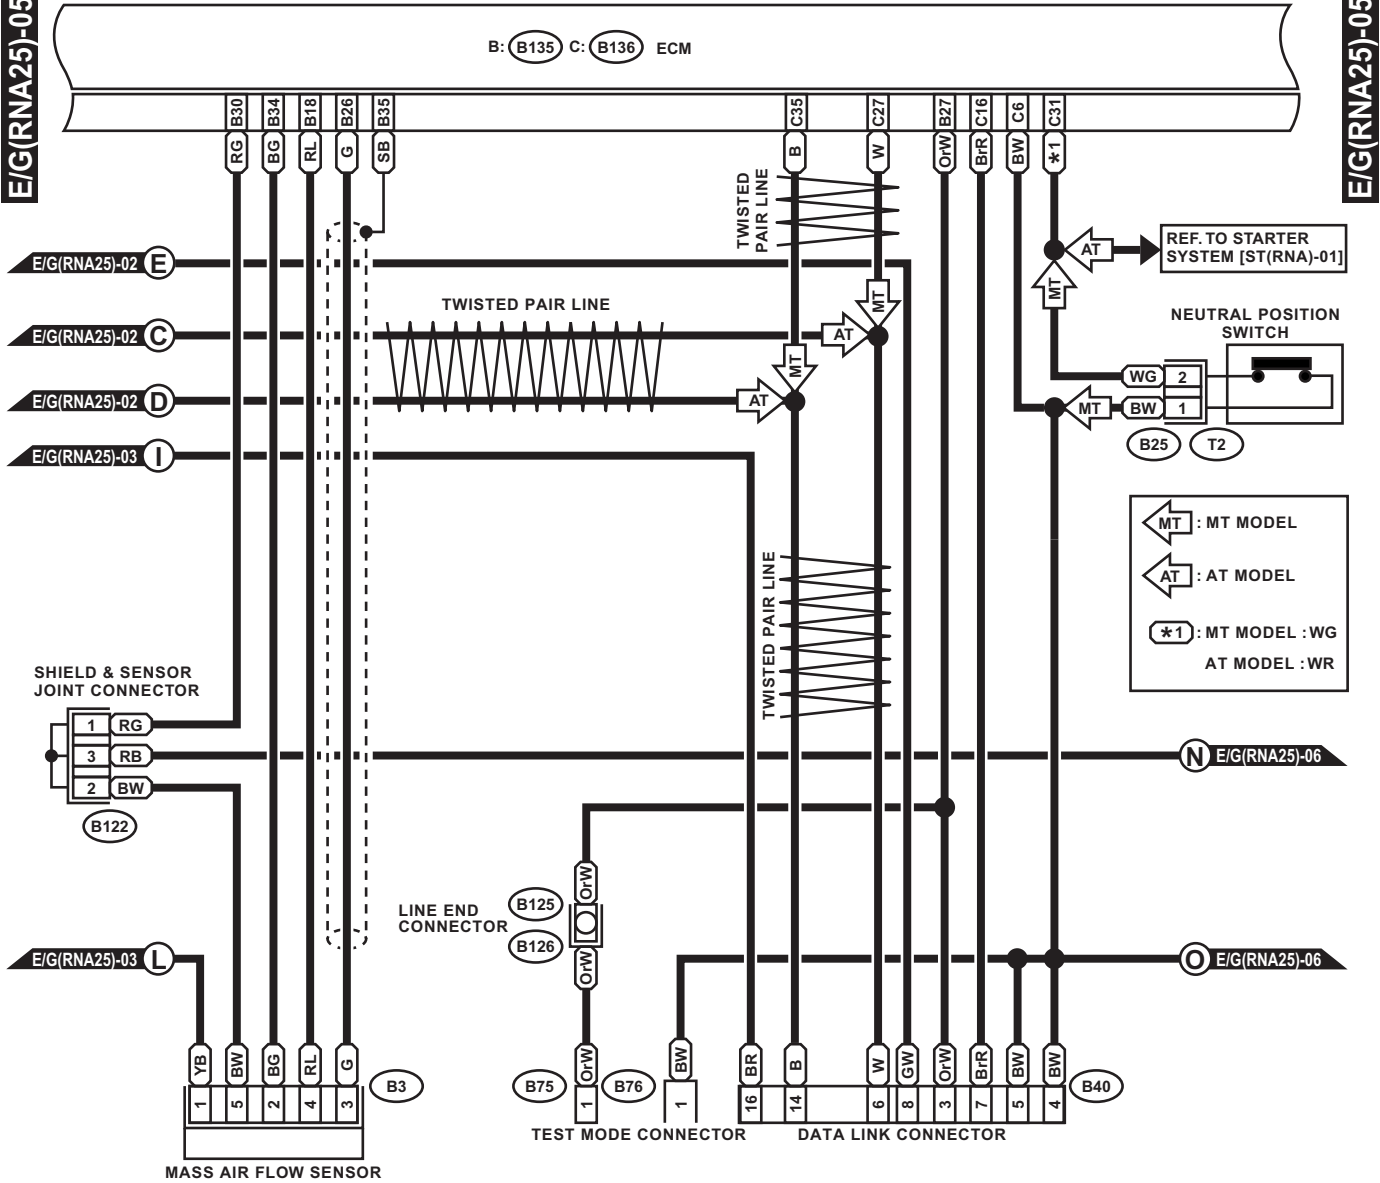 E/G(RNA25)-05
E/G(RNA25)-05
B: B135 C: B136 ECM
B30 B34 B18 B26 B35 C35 C27 B27 C16 C6 C31
RG BG RL G SB B W OrW BrR BW *1
TWISTED
PAIR LINE
AT
REF. TO STARTER
SYSTEM [ST(RNA)-01]
E/G(RNA25)-02 E
MT
MT
TWISTED PAIR LINE
NEUTRAL POSITION
SWITCH
E/G(RNA25)-02 C
AT
MT
WG 2
E/G(RNA25)-02 D
AT
MT
BW 1
B25 T2
E/G(RNA25)-03 I
MT : MT MODEL
AT : AT MODEL
*1 : MT MODEL : WG
AT MODEL : WR
TWISTED PAIR LINE
SHIELD & SENSOR
JOINT CONNECTOR
1 RG
3 RB
2 BW
B122
N E/G(RNA25)-06
OrW
LINE END
CONNECTOR
B125
B126
OrW
E/G(RNA25)-03 L
O E/G(RNA25)-06
YB BW BG RL G
1 5 2 4 3
B3
MASS AIR FLOW SENSOR
B75
OrW
1
B76
BW
1
TEST MODE CONNECTOR
BR B W GW OrW BrR BW BW
16 14 6 8 3 7 5 4
B40
DATA LINK CONNECTOR